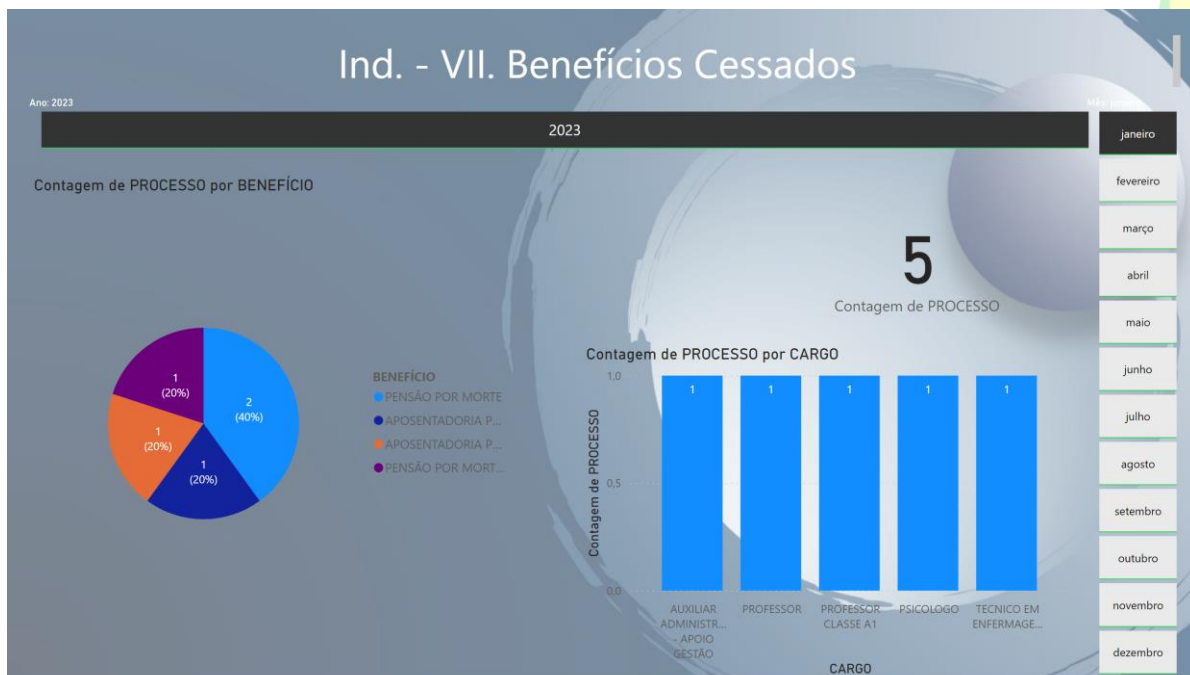 Ind. - VII. Benefícios Cessados
Ano: 2023
2023
janeiro
fevereiro
março
abril
maio
junho
julho
agosto
setembro
outubro
novembro
dezembro
Contagem de PROCESSO por BENEFÍCIO
1
(20%)
2
(40%)
1
(20%)
1
(20%)
BENEFÍCIO
PENSÃO POR MORTE
APOSENTADORIA P...
APOSENTADORIA P...
PENSÃO POR MORT...
5
Contagem de PROCESSO
Contagem de PROCESSO por CARGO
Contagem de PROCESSO
1,0
0,5
0,0
1
1
1
1
1
AUXILIAR
ADMINISTR...
- APOIO
GESTÃO
PROFESSOR
PROFESSOR
CLASSE A1
PSICOLOGO
TECNICO EM
ENFERMAGE...
CARGO